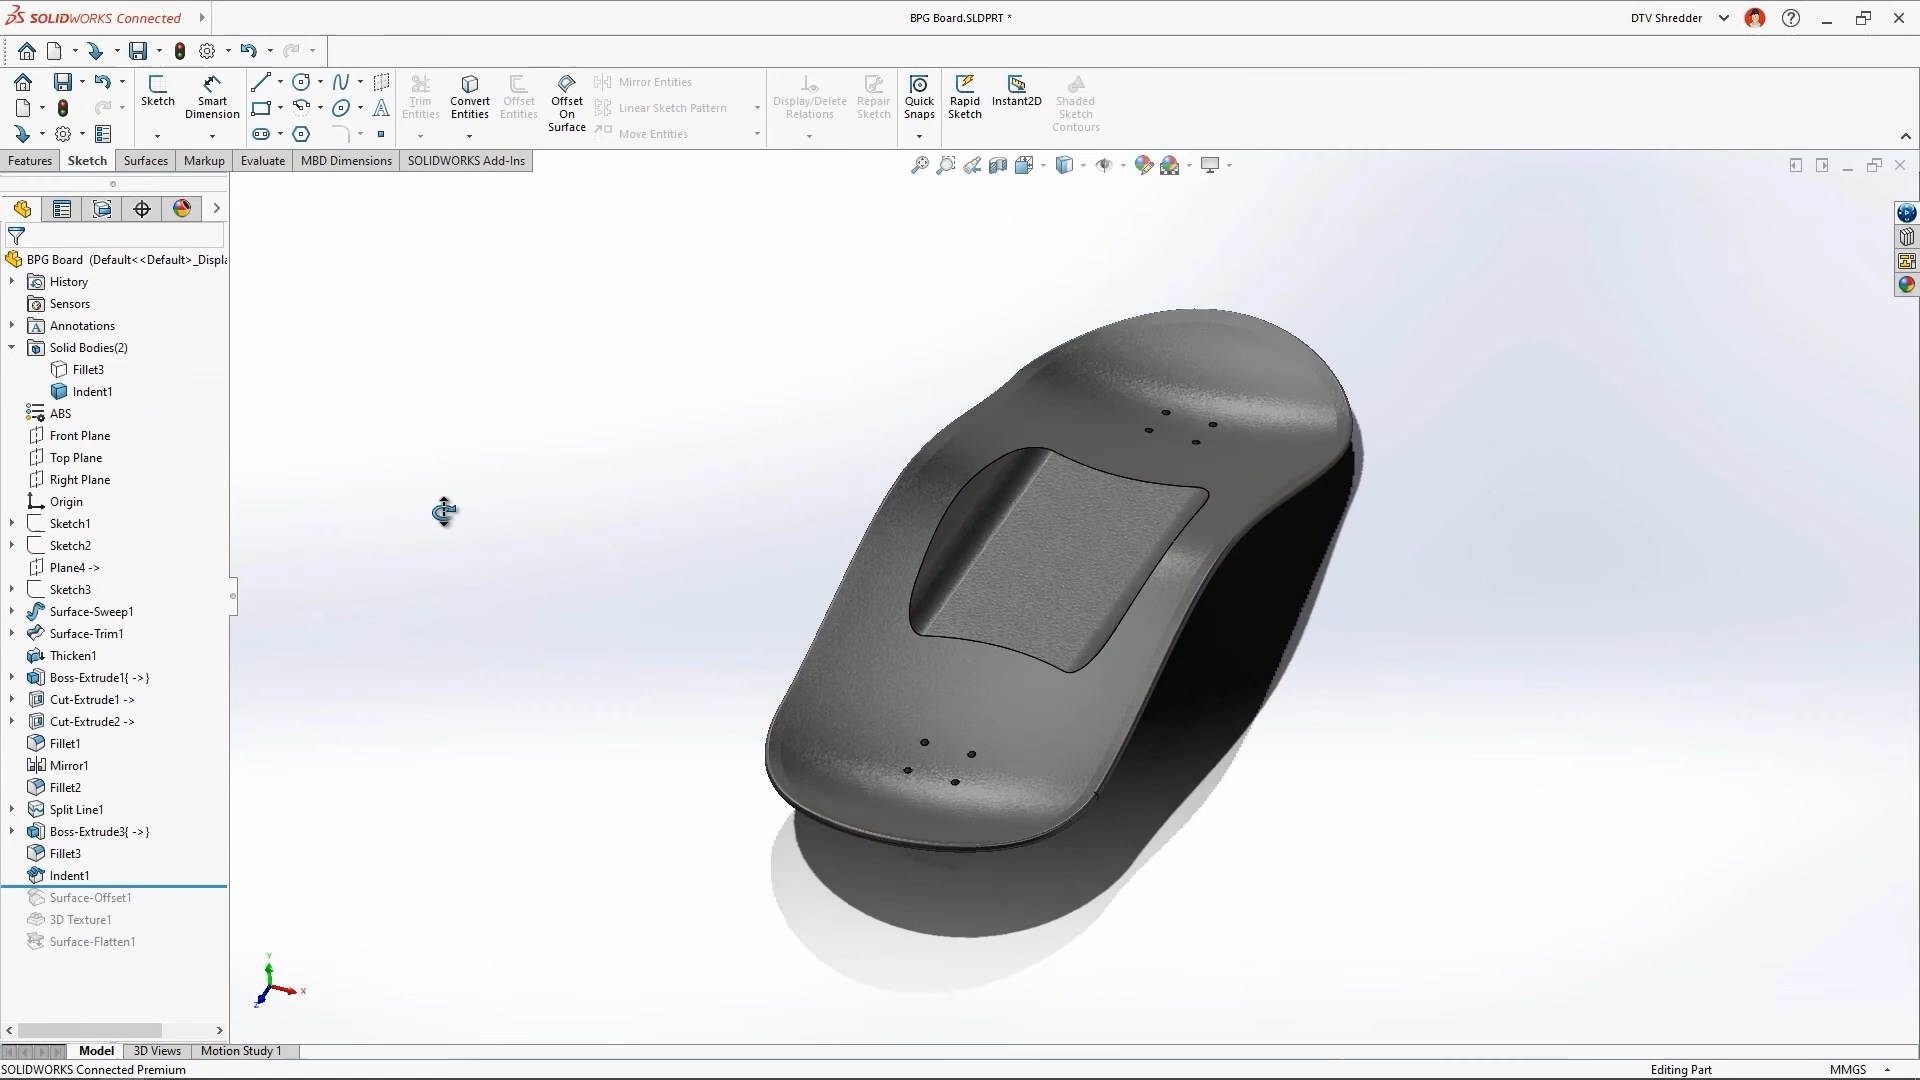 SOLIDWORKS Connected
BPG Board.SLDPRT *
DTV Shredder
Sketch
Smart Dimension
Trim Entities
Convert Entities
Offset Entities
Offset On Surface
Mirror Entities
Linear Sketch Pattern
Move Entities
Display/Delete Relations
Repair Sketch
Quick Snaps
Rapid Sketch
Instant2D
Shaded Sketch Contours
Features
Sketch
Surfaces
Markup
Evaluate
MBD Dimensions
SOLIDWORKS Add-Ins
BPG Board (Default<<Default>_Displa
History
Sensors
Annotations
Solid Bodies(2)
Fillet3
Indent1
ABS
Front Plane
Top Plane
Right Plane
Origin
Sketch1
Sketch2
Plane4 ->
Sketch3
Surface-Sweep1
Surface-Trim1
Thicken1
Boss-Extrude1{ ->}
Cut-Extrude1 ->
Cut-Extrude2 ->
Fillet1
Mirror1
Fillet2
Split Line1
Boss-Extrude3{ ->}
Fillet3
Indent1
Surface-Offset1
3D Texture1
Surface-Flatten1
Y
X
Z
Model
3D Views
Motion Study 1
SOLIDWORKS Connected Premium
Editing Part
MMGS